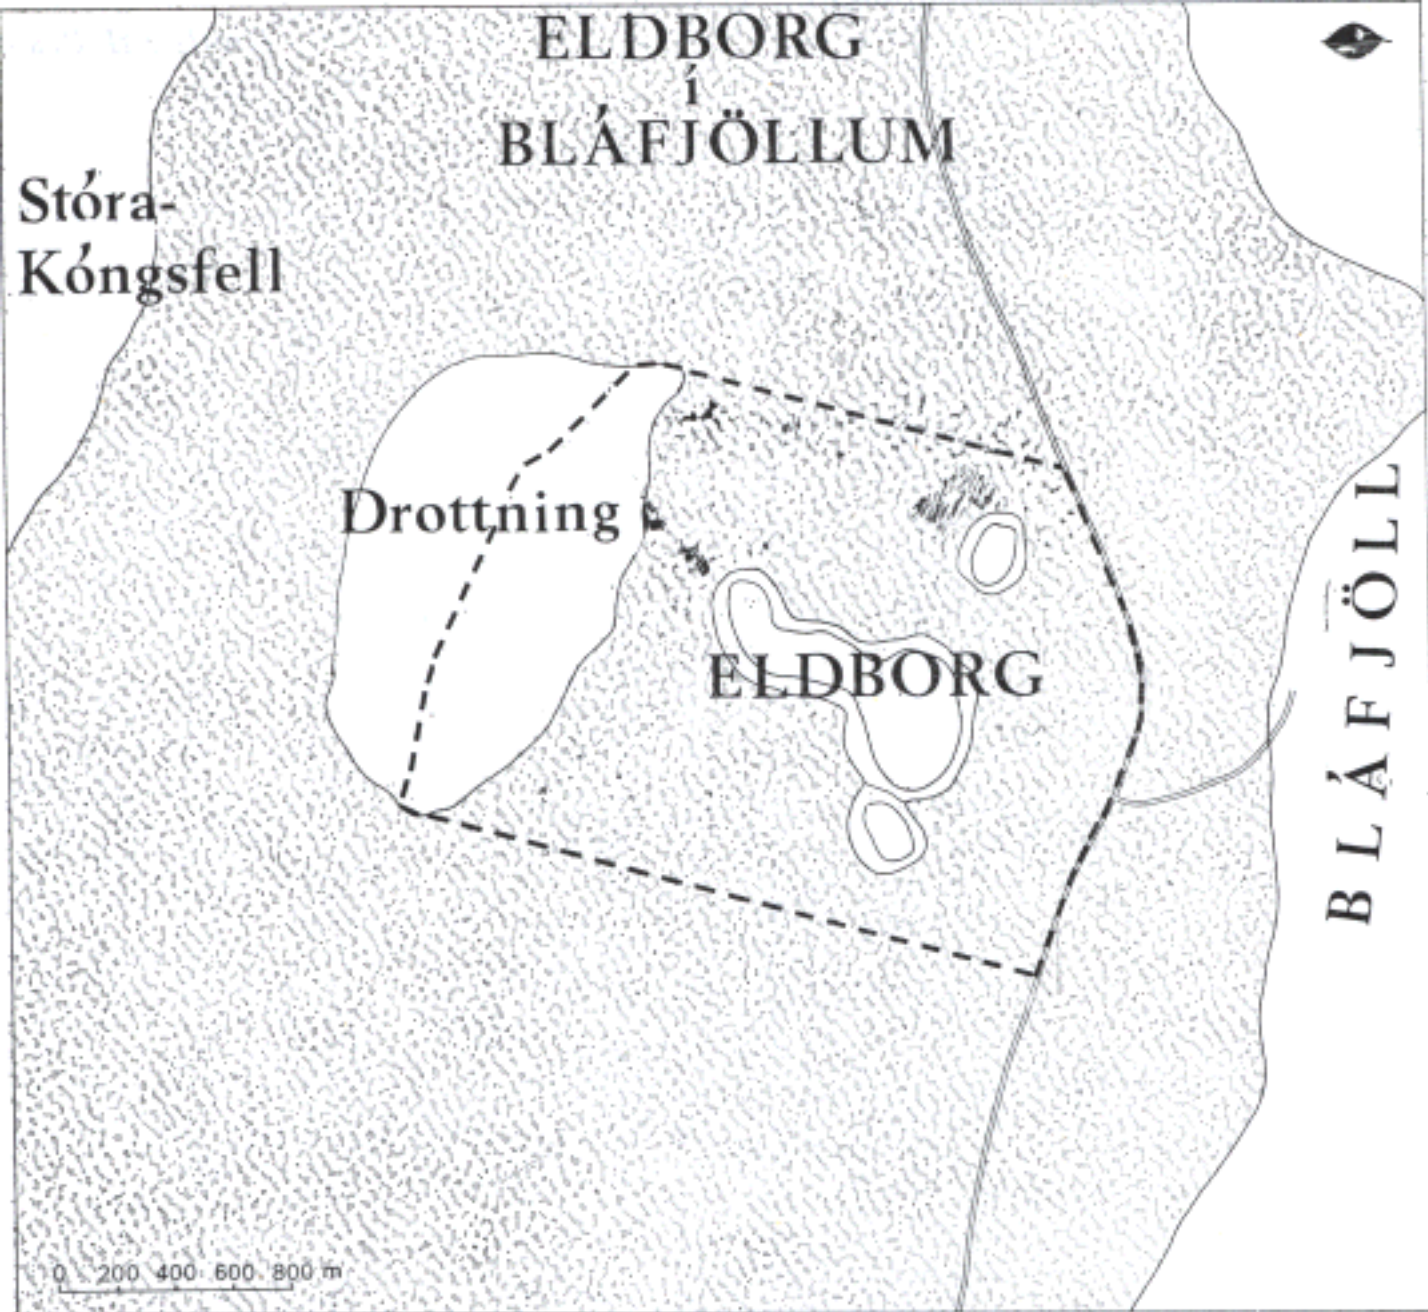 ELDBORG
í
BLÁFJÖLLUM
Stóra-
Kóngsfell
Drottning
ELDBORG
BLÁFJÖLL
0 200 400 600 800 m